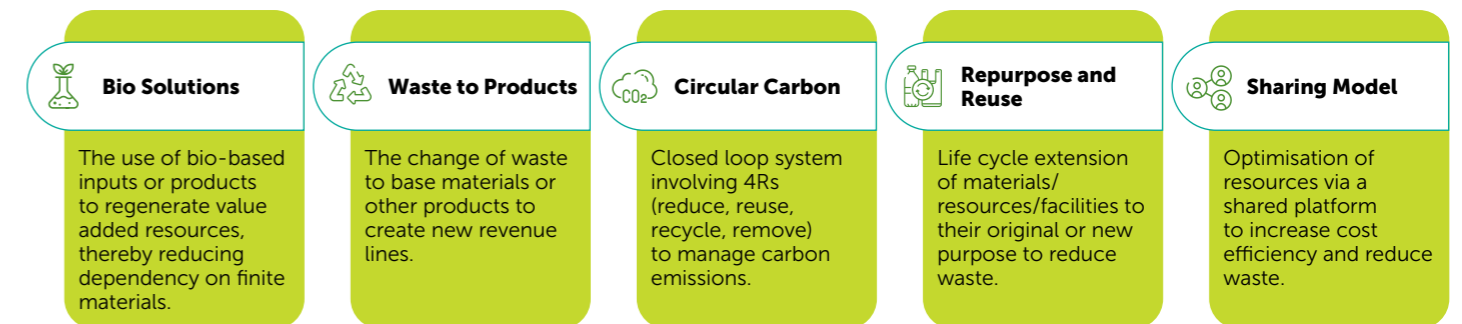 Bio Solutions
The use of bio-based
inputs or products
to regenerate value
added resources,
thereby reducing
dependency on finite
materials.
Waste to Products
The change of waste
to base materials or
other products to
create new revenue
lines.
CO2
Circular Carbon
Closed loop system
involving 4Rs
(reduce, reuse,
recycle, remove)
to manage carbon
emissions.
Repurpose and
Reuse
Life cycle extension
of materials/
resources/facilities to
their original or new
purpose to reduce
waste.
Sharing Model
Optimisation of
resources via a
shared platform
to increase cost
efficiency and reduce
waste.